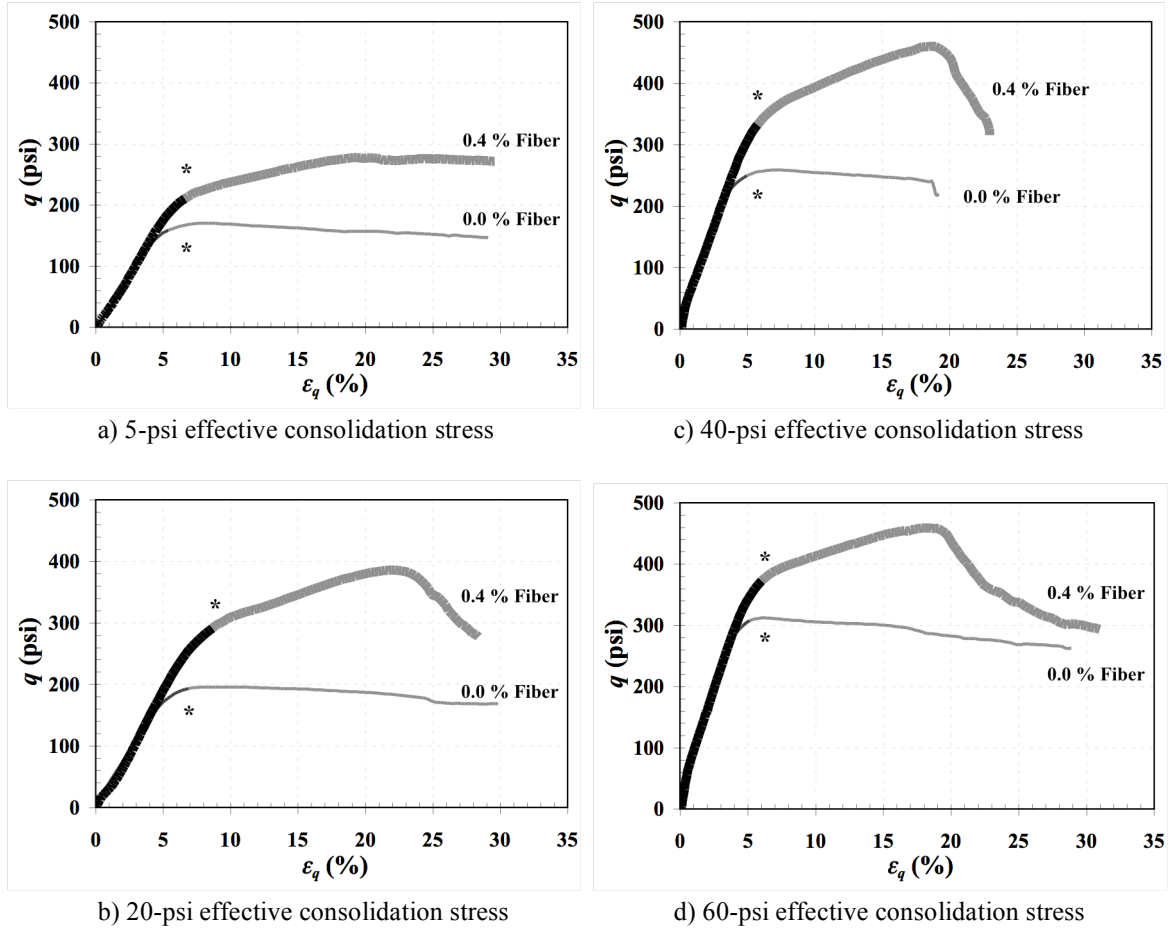 500
400
300
200
100
0
q (psi)
*
*
0.4 % Fiber
0.0 % Fiber
0 5 10 15 20 25 30 35
εq (%)
a) 5-psi effective consolidation stress
500
400
300
200
100
0
q (psi)
*
*
0.4 % Fiber
0.0 % Fiber
0 5 10 15 20 25 30 35
εq (%)
c) 40-psi effective consolidation stress
500
400
300
200
100
0
q (psi)
*
*
0.4 % Fiber
0.0 % Fiber
0 5 10 15 20 25 30 35
εq (%)
b) 20-psi effective consolidation stress
500
400
300
200
100
0
q (psi)
*
*
0.4 % Fiber
0.0 % Fiber
0 5 10 15 20 25 30 35
εq (%)
d) 60-psi effective consolidation stress